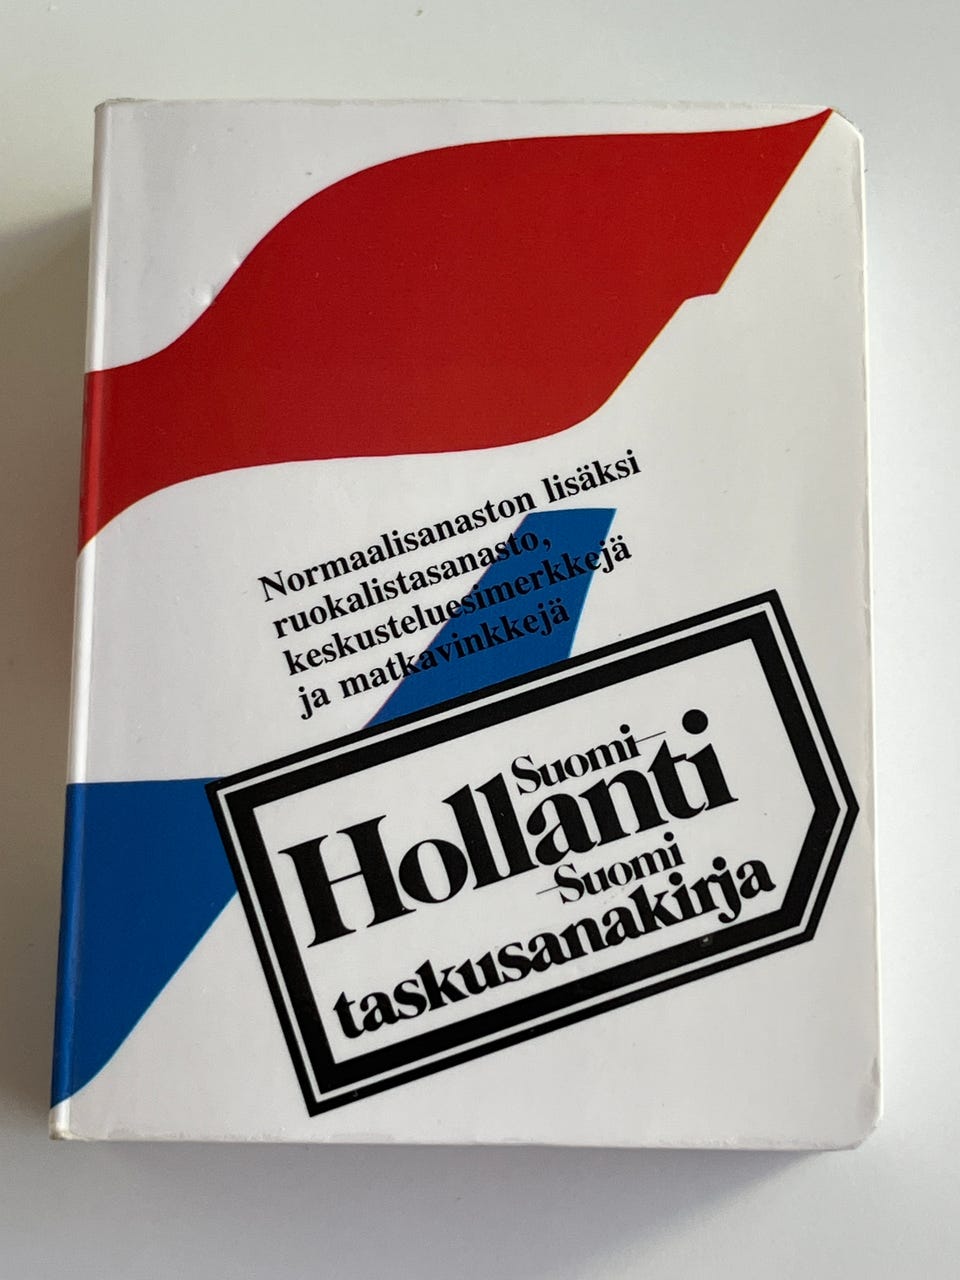 Normaalisanaston lisäksi
ruokalistasanasto,
keskusteluesimerkkejä
ja matkavinkkejä
Suomi–
Hollanti
–Suomi
taskusanakirja